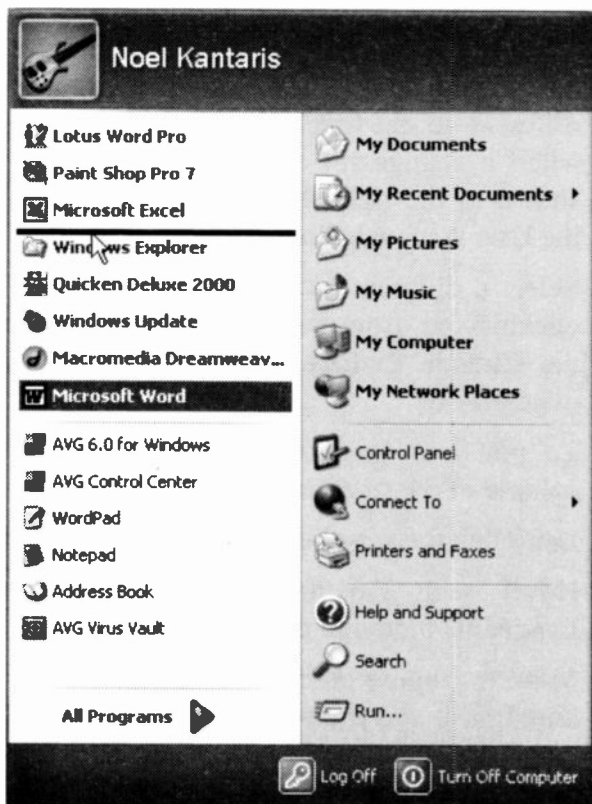 Noel Kantaris
Lotus Word Pro
Paint Shop Pro 7
Microsoft Excel
Windows Explorer
Quicken Deluxe 2000
Windows Update
Macromedia Dreamweav...
Microsoft Word
AVG 6.0 for Windows
AVG Control Center
WordPad
Notepad
Address Book
AVG Virus Vault
All Programs
My Documents
My Recent Documents
My Pictures
My Music
My Computer
My Network Places
Control Panel
Connect To
Printers and Faxes
Help and Support
Search
Run...
Log Off
Turn Off Computer